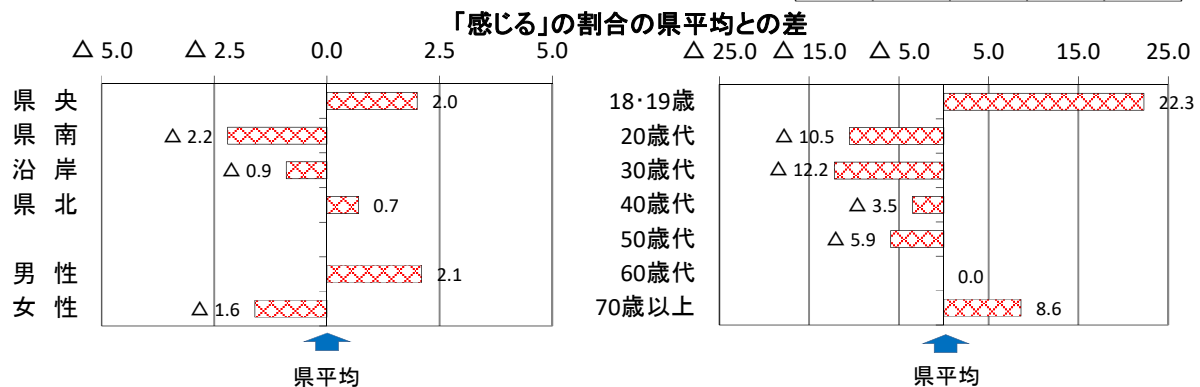 「感じる」の割合の県平均との差
△ 5.0 △ 2.5 0.0 2.5 5.0
県 央 2.0
県 南 △ 2.2
沿 岸 △ 0.9
県 北 0.7
男 性 2.1
女 性 △ 1.6
県平均
△ 25.0 △ 15.0 △ 5.0 5.0 15.0 25.0
18・19歳 22.3
20歳代 △ 10.5
30歳代 △ 12.2
40歳代 △ 3.5
50歳代 △ 5.9
60歳代 0.0
70歳以上 8.6
県平均